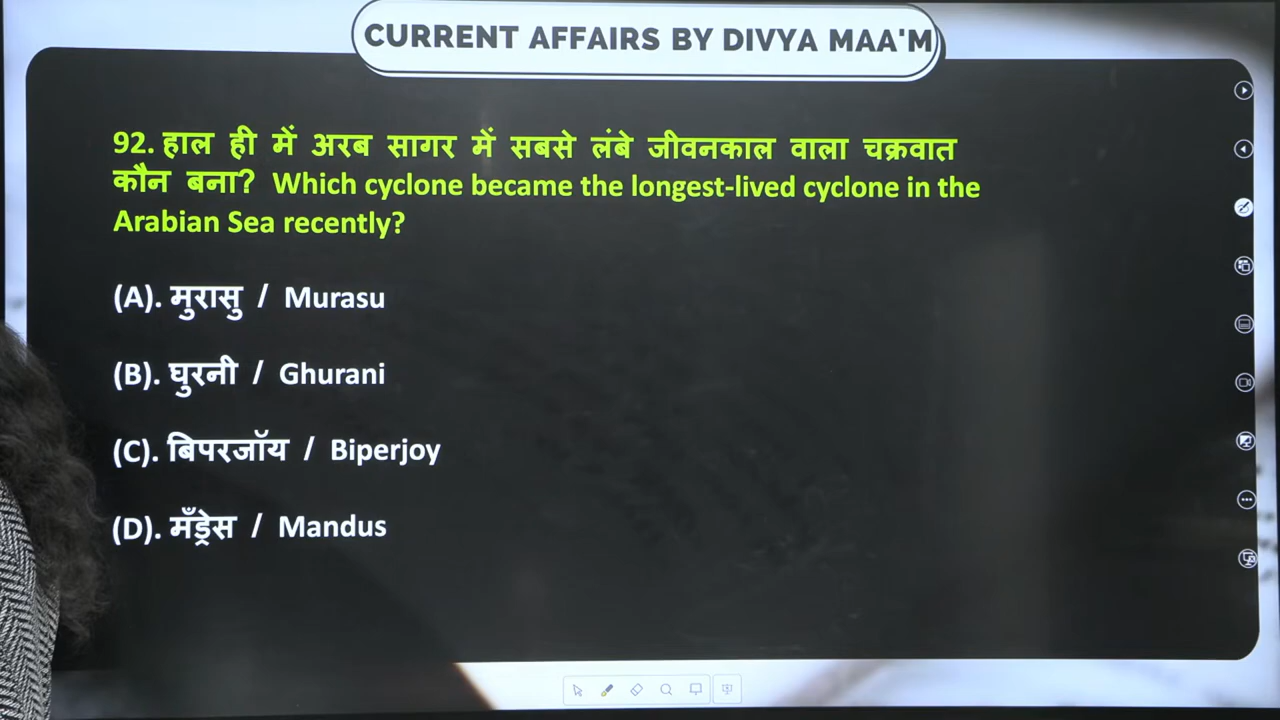 CURRENT AFFAIRS BY DIVYA MAA'M
92. हाल ही में अरब सागर में सबसे लंबे जीवनकाल वाला चक्रवात
कौन बना? Which cyclone became the longest-lived cyclone in the
Arabian Sea recently?
(A). मुरासु / Murasu
(B). घुरनी / Ghurani
(C). बिपरजॉय / Biperjoy
(D). मँड्रेस / Mandus